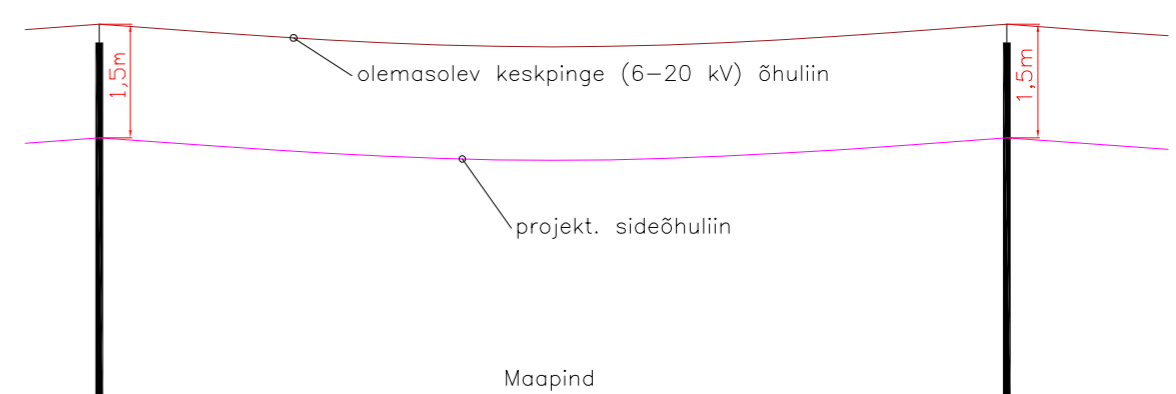 1,5m
1,5m
olemasolev keskpinge (6-20 kV) õhuliin
projekt. sideõhuliin
Maapind